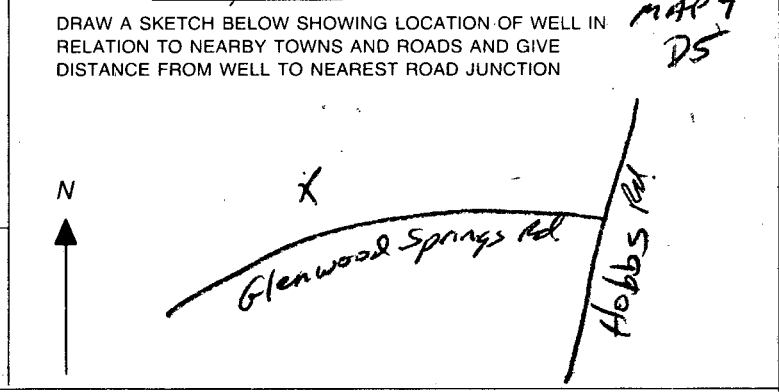 DRAW A SKETCH BELOW SHOWING LOCATION OF WELL IN
RELATION TO NEARBY TOWNS AND ROADS AND GIVE
DISTANCE FROM WELL TO NEAREST ROAD JUNCTION
MAP 9
D5
X
N
Glenwood Springs Rd
Hobbs Rd.